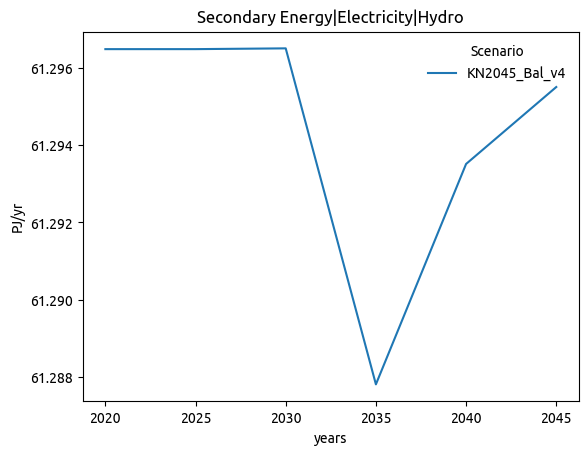 Secondary Energy|Electricity|Hydro
Scenario
KN2045_Bal_v4
61.296
61.294
61.292
61.290
61.288
PJ/yr
2020 2025 2030 2035 2040 2045
years